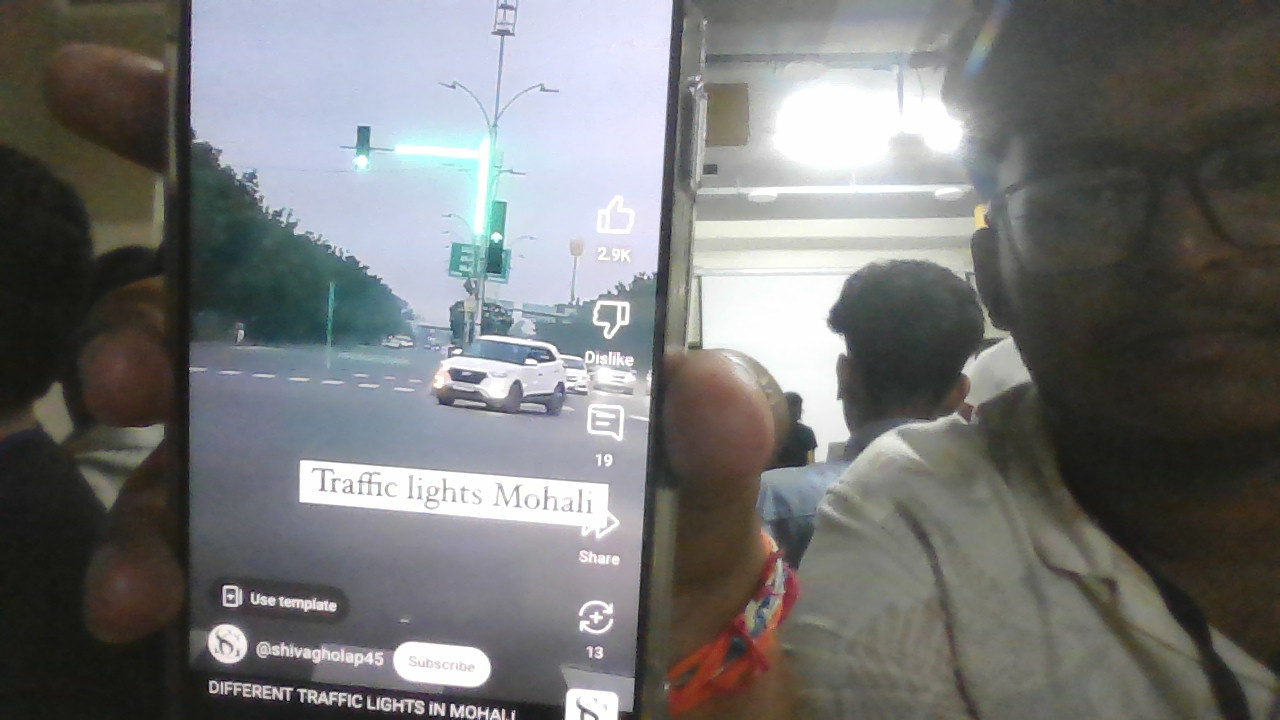 2.9K
Dislike
19
Traffic lights Mohali
Share
Use template
13
@shivagholap45
Subscribe
DIFFERENT TRAFFIC LIGHTS iN MOHALI